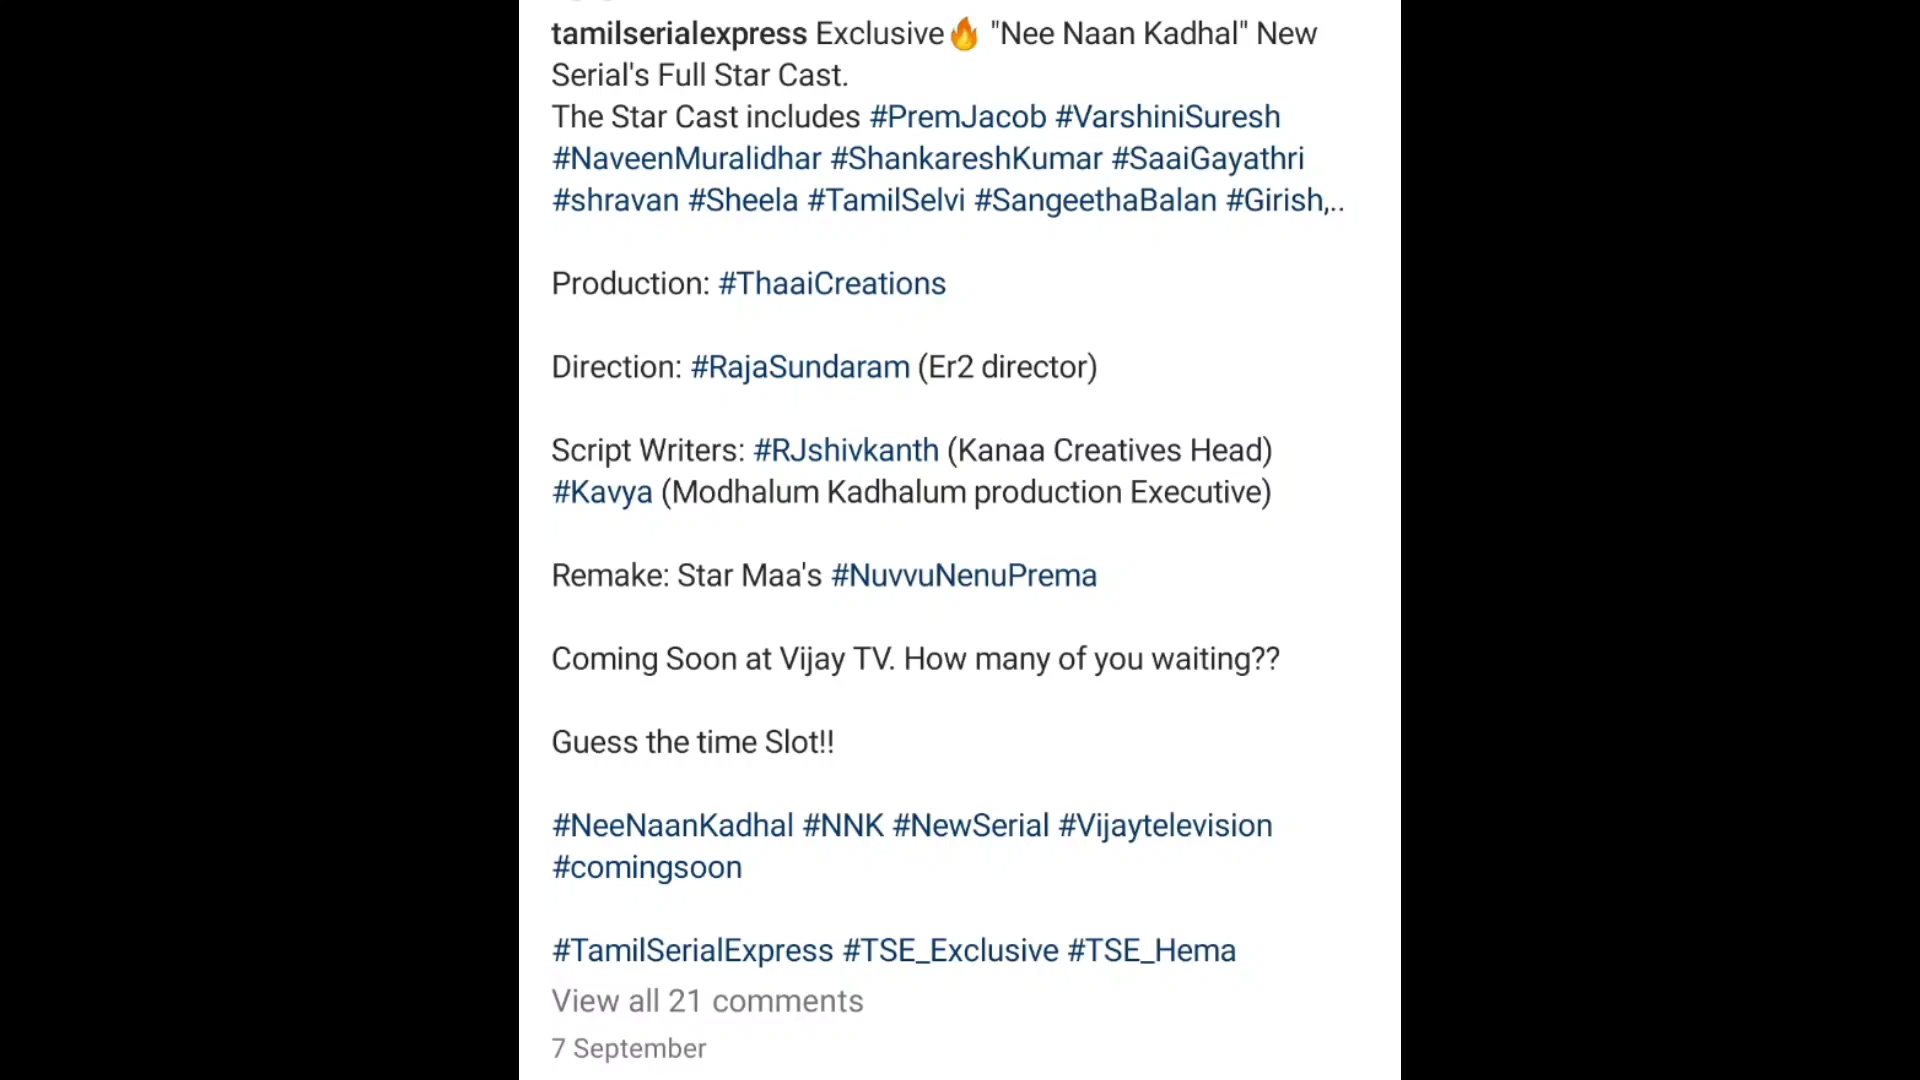 tamilserialexpress Exclusive🔥 "Nee Naan Kadhal" New
Serial's Full Star Cast.
The Star Cast includes #PremJacob #VarshiniSuresh
#NaveenMuralidhar #ShankareshKumar #SaaiGayathri
#shravan #Sheela #TamilSelvi #SangeethaBalan #Girish,..
Production: #ThaaiCreations
Direction: #RajaSundaram (Er2 director)
Script Writers: #RJshivkanth (Kanaa Creatives Head)
#Kavya (Modhalum Kadhalum production Executive)
Remake: Star Maa's #NuvvuNenuPrema
Coming Soon at Vijay TV. How many of you waiting??
Guess the time Slot!!
#NeeNaanKadhal #NNK #NewSerial #Vijaytelevision
#comingsoon
#TamilSerialExpress #TSE_Exclusive #TSE_Hema
View all 21 comments
7 September